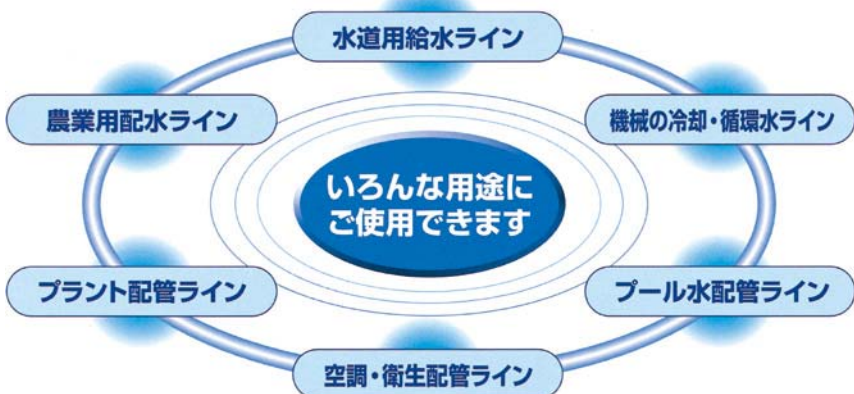 水道用給水ライン
農業用配水ライン
機械の冷却・循環水ライン
いろんな用途に
ご使用できます
プラント配管ライン
プール水配管ライン
空調・衛生配管ライン